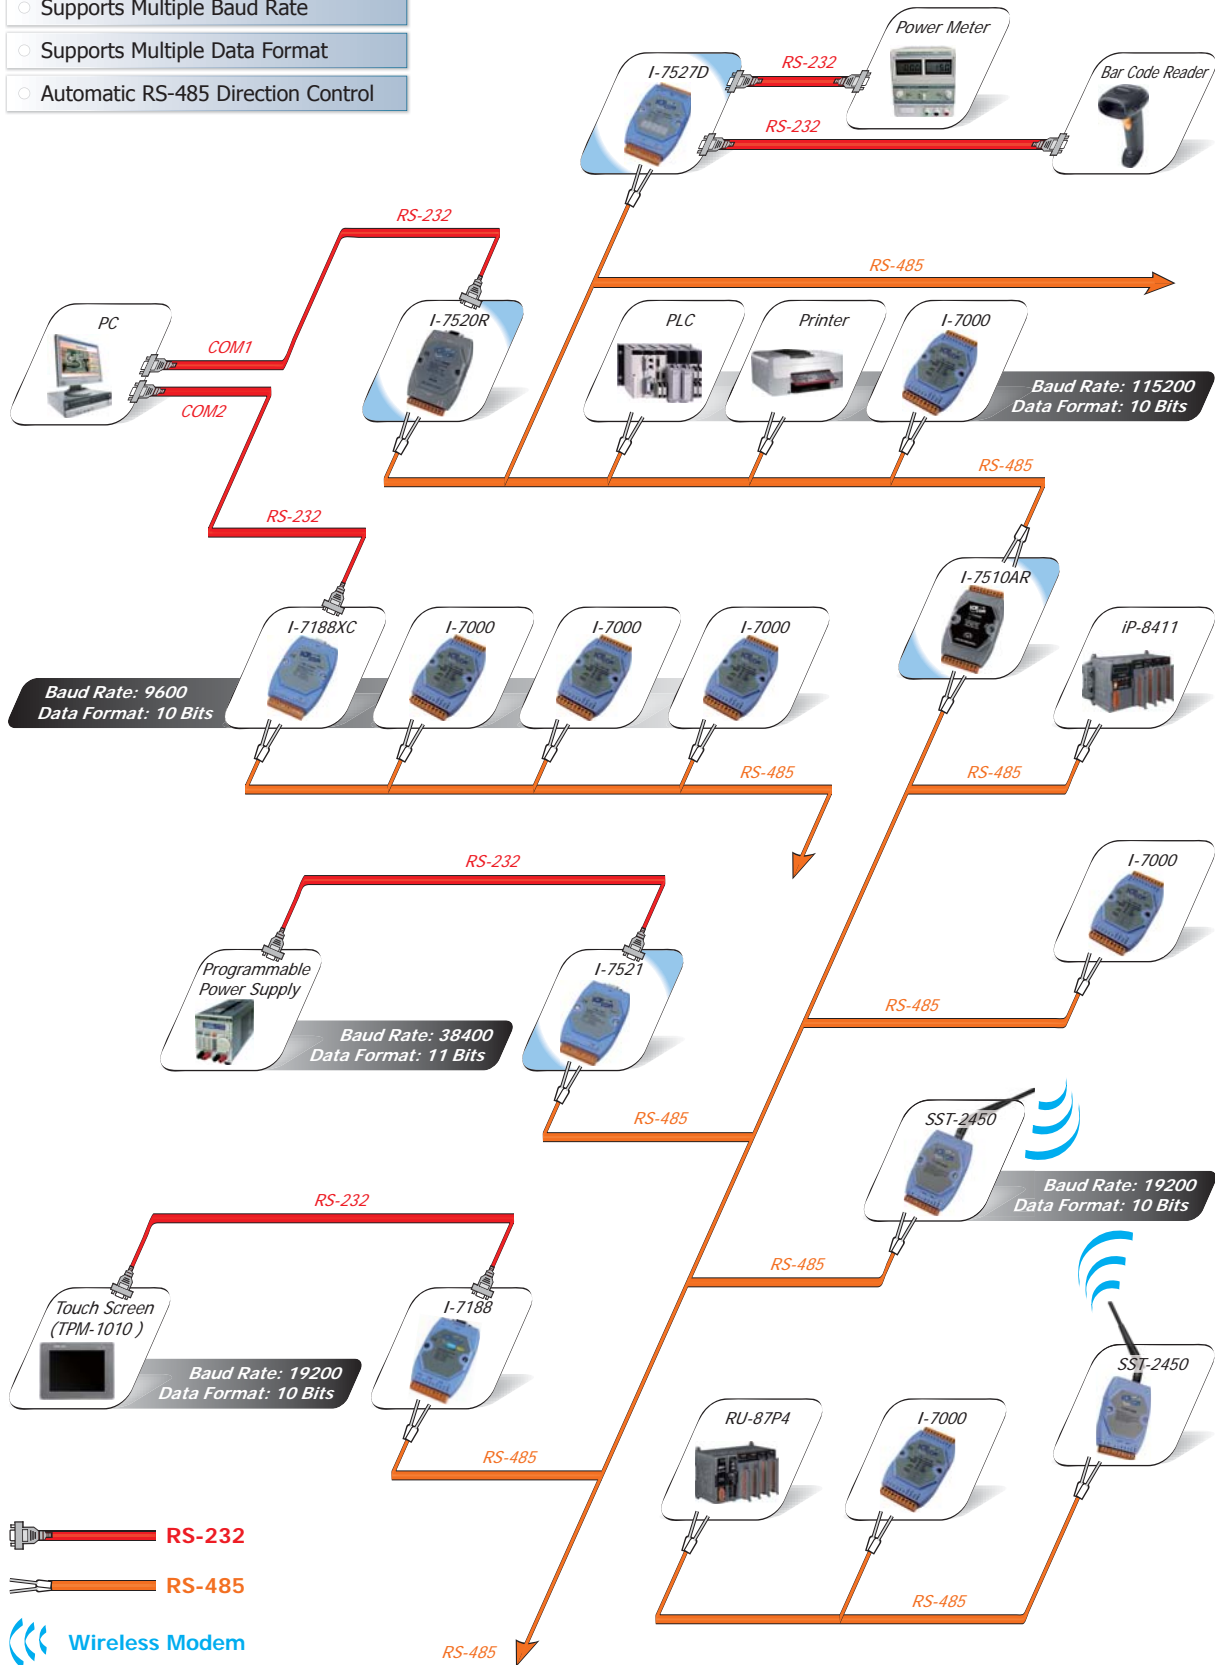 Supports Multiple Baud Rate
Supports Multiple Data Format
Automatic RS-485 Direction Control
Power Meter
I-7527D
RS-232
Bar Code Reader
RS-232
RS-232
RS-485
PC
I-7520R
PLC
Printer
I-7000
COM1
Baud Rate: 115200
Data Format: 10 Bits
COM2
RS-485
RS-232
I-7510AR
I-7188XC
I-7000
I-7000
I-7000
iP-8411
Baud Rate: 9600
Data Format: 10 Bits
RS-485
RS-485
RS-232
I-7000
Programmable
Power Supply
I-7521
RS-485
Baud Rate: 38400
Data Format: 11 Bits
RS-485
SST-2450
Baud Rate: 19200
Data Format: 10 Bits
RS-232
RS-485
Touch Screen
(TPM-1010 )
I-7188
Baud Rate: 19200
Data Format: 10 Bits
SST-2450
RU-87P4
I-7000
RS-485
RS-232
RS-485
RS-485
Wireless Modem
RS-485